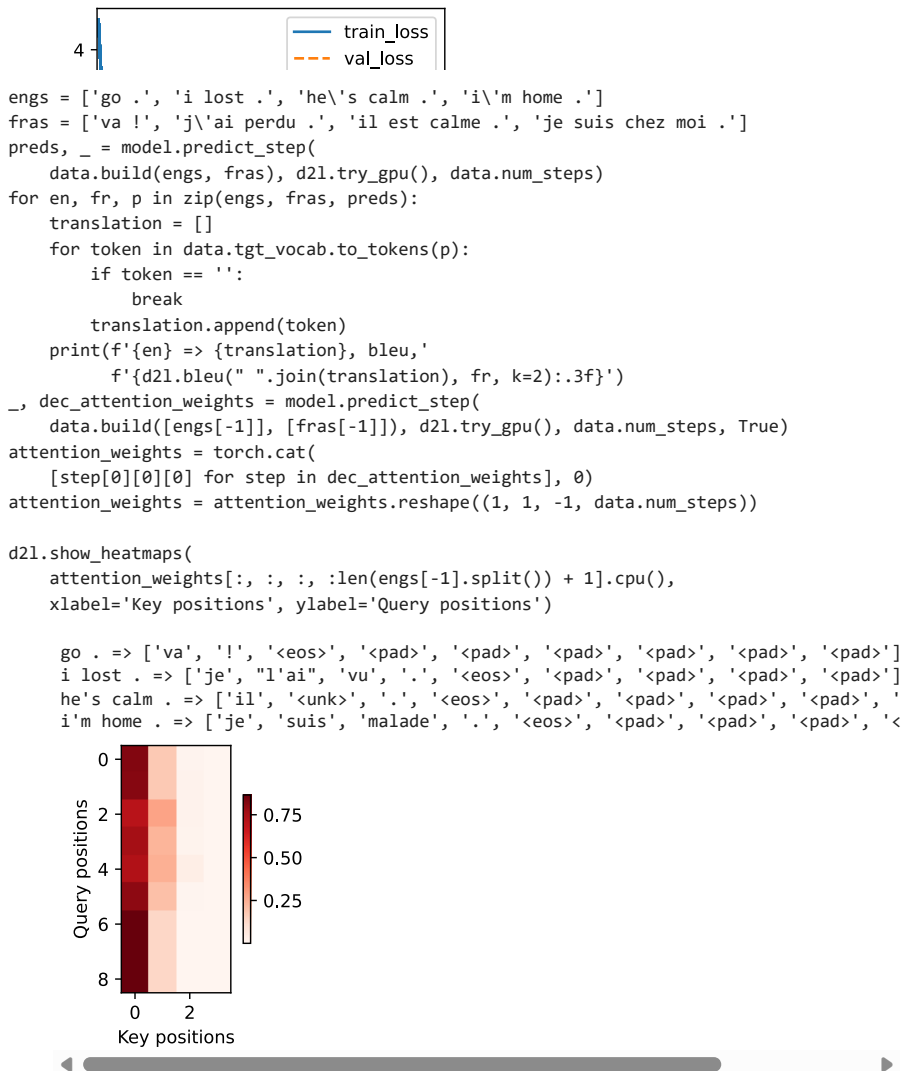 4
train_loss
val_loss
engs = ['go .', 'i lost .', 'he\'s calm .', 'i\'m home .']
fras = ['va !', 'j\'ai perdu .', 'il est calme .', 'je suis chez moi .']
preds, _ = model.predict_step(
    data.build(engs, fras), d2l.try_gpu(), data.num_steps)
for en, fr, p in zip(engs, fras, preds):
    translation = []
    for token in data.tgt_vocab.to_tokens(p):
        if token == '':
            break
        translation.append(token)
    print(f'{en} => {translation}, bleu,'
          f'{d2l.bleu(" ".join(translation), fr, k=2):.3f}')
_, dec_attention_weights = model.predict_step(
    data.build([engs[-1]], [fras[-1]]), d2l.try_gpu(), data.num_steps, True)
attention_weights = torch.cat(
    [step[0][0][0] for step in dec_attention_weights], 0)
attention_weights = attention_weights.reshape((1, 1, -1, data.num_steps))
d2l.show_heatmaps(
    attention_weights[:, :, :, :len(engs[-1].split()) + 1].cpu(),
    xlabel='Key positions', ylabel='Query positions')
go . => ['va', '!', '<eos>', '<pad>', '<pad>', '<pad>', '<pad>', '<pad>', '<pad>']
i lost . => ['je', "l'ai", 'vu', '.', '<eos>', '<pad>', '<pad>', '<pad>', '<pad>']
he's calm . => ['il', '<unk>', '.', '<eos>', '<pad>', '<pad>', '<pad>', '<pad>', '
i'm home . => ['je', 'suis', 'malade', '.', '<eos>', '<pad>', '<pad>', '<pad>', '<
0
2
4
6
8
Query positions
0 2
Key positions
0.75
0.50
0.25